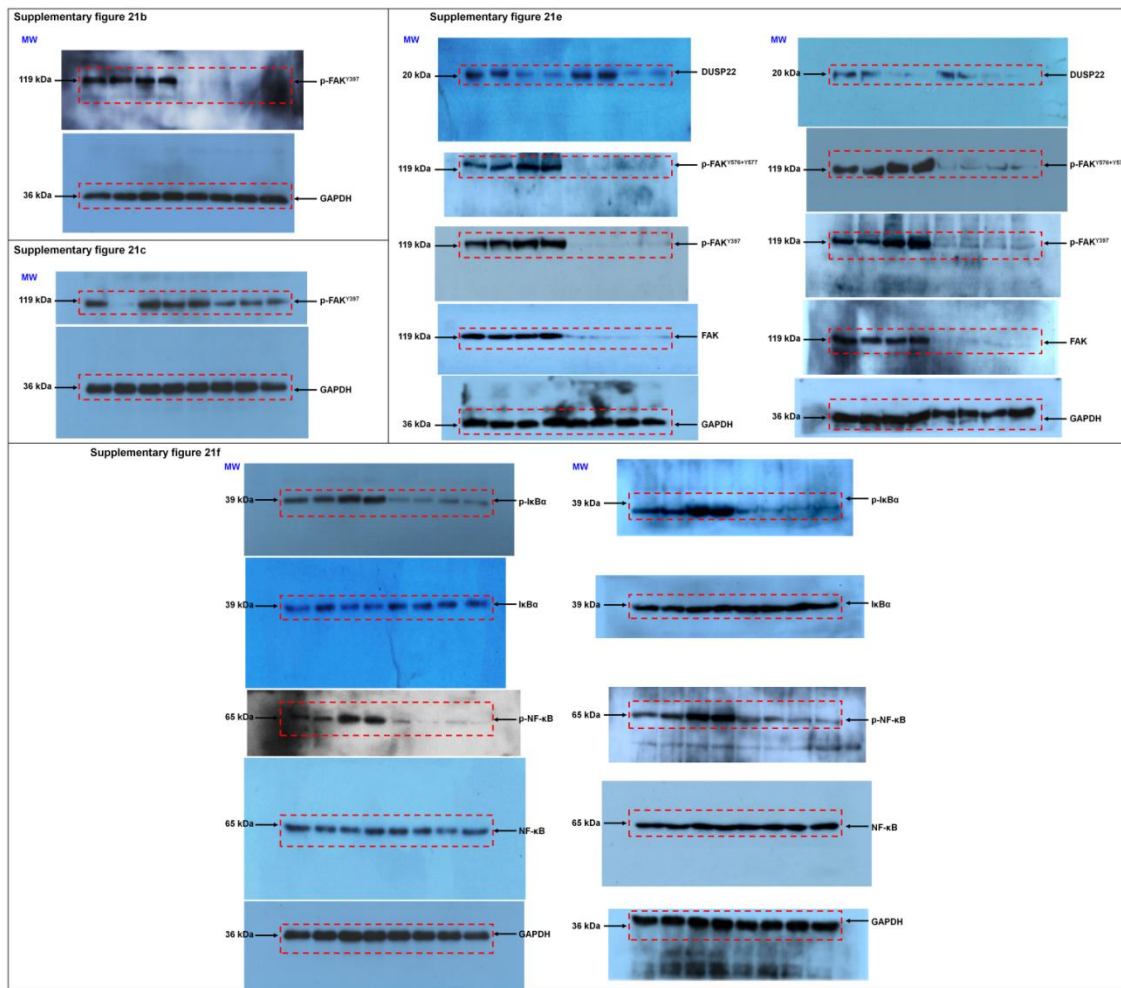 Supplementary figure 21b
MW
119 kDa
p-FAKY397
36 kDa
GAPDH
Supplementary figure 21c
MW
119 kDa
p-FAKY397
36 kDa
GAPDH
Supplementary figure 21e
MW
20 kDa
DUSP22
119 kDa
p-FAKY576+Y577
119 kDa
p-FAKY397
119 kDa
FAK
36 kDa
GAPDH
MW
20 kDa
DUSP22
119 kDa
p-FAKY576+Y57
119 kDa
p-FAKY397
119 kDa
FAK
36 kDa
GAPDH
Supplementary figure 21f
MW
39 kDa
p-IκBα
39 kDa
IκBα
65 kDa
p-NF-κB
65 kDa
NF-κB
36 kDa
GAPDH
MW
39 kDa
p-IκBα
39 kDa
IκBα
65 kDa
p-NF-κB
65 kDa
NF-κB
36 kDa
GAPDH